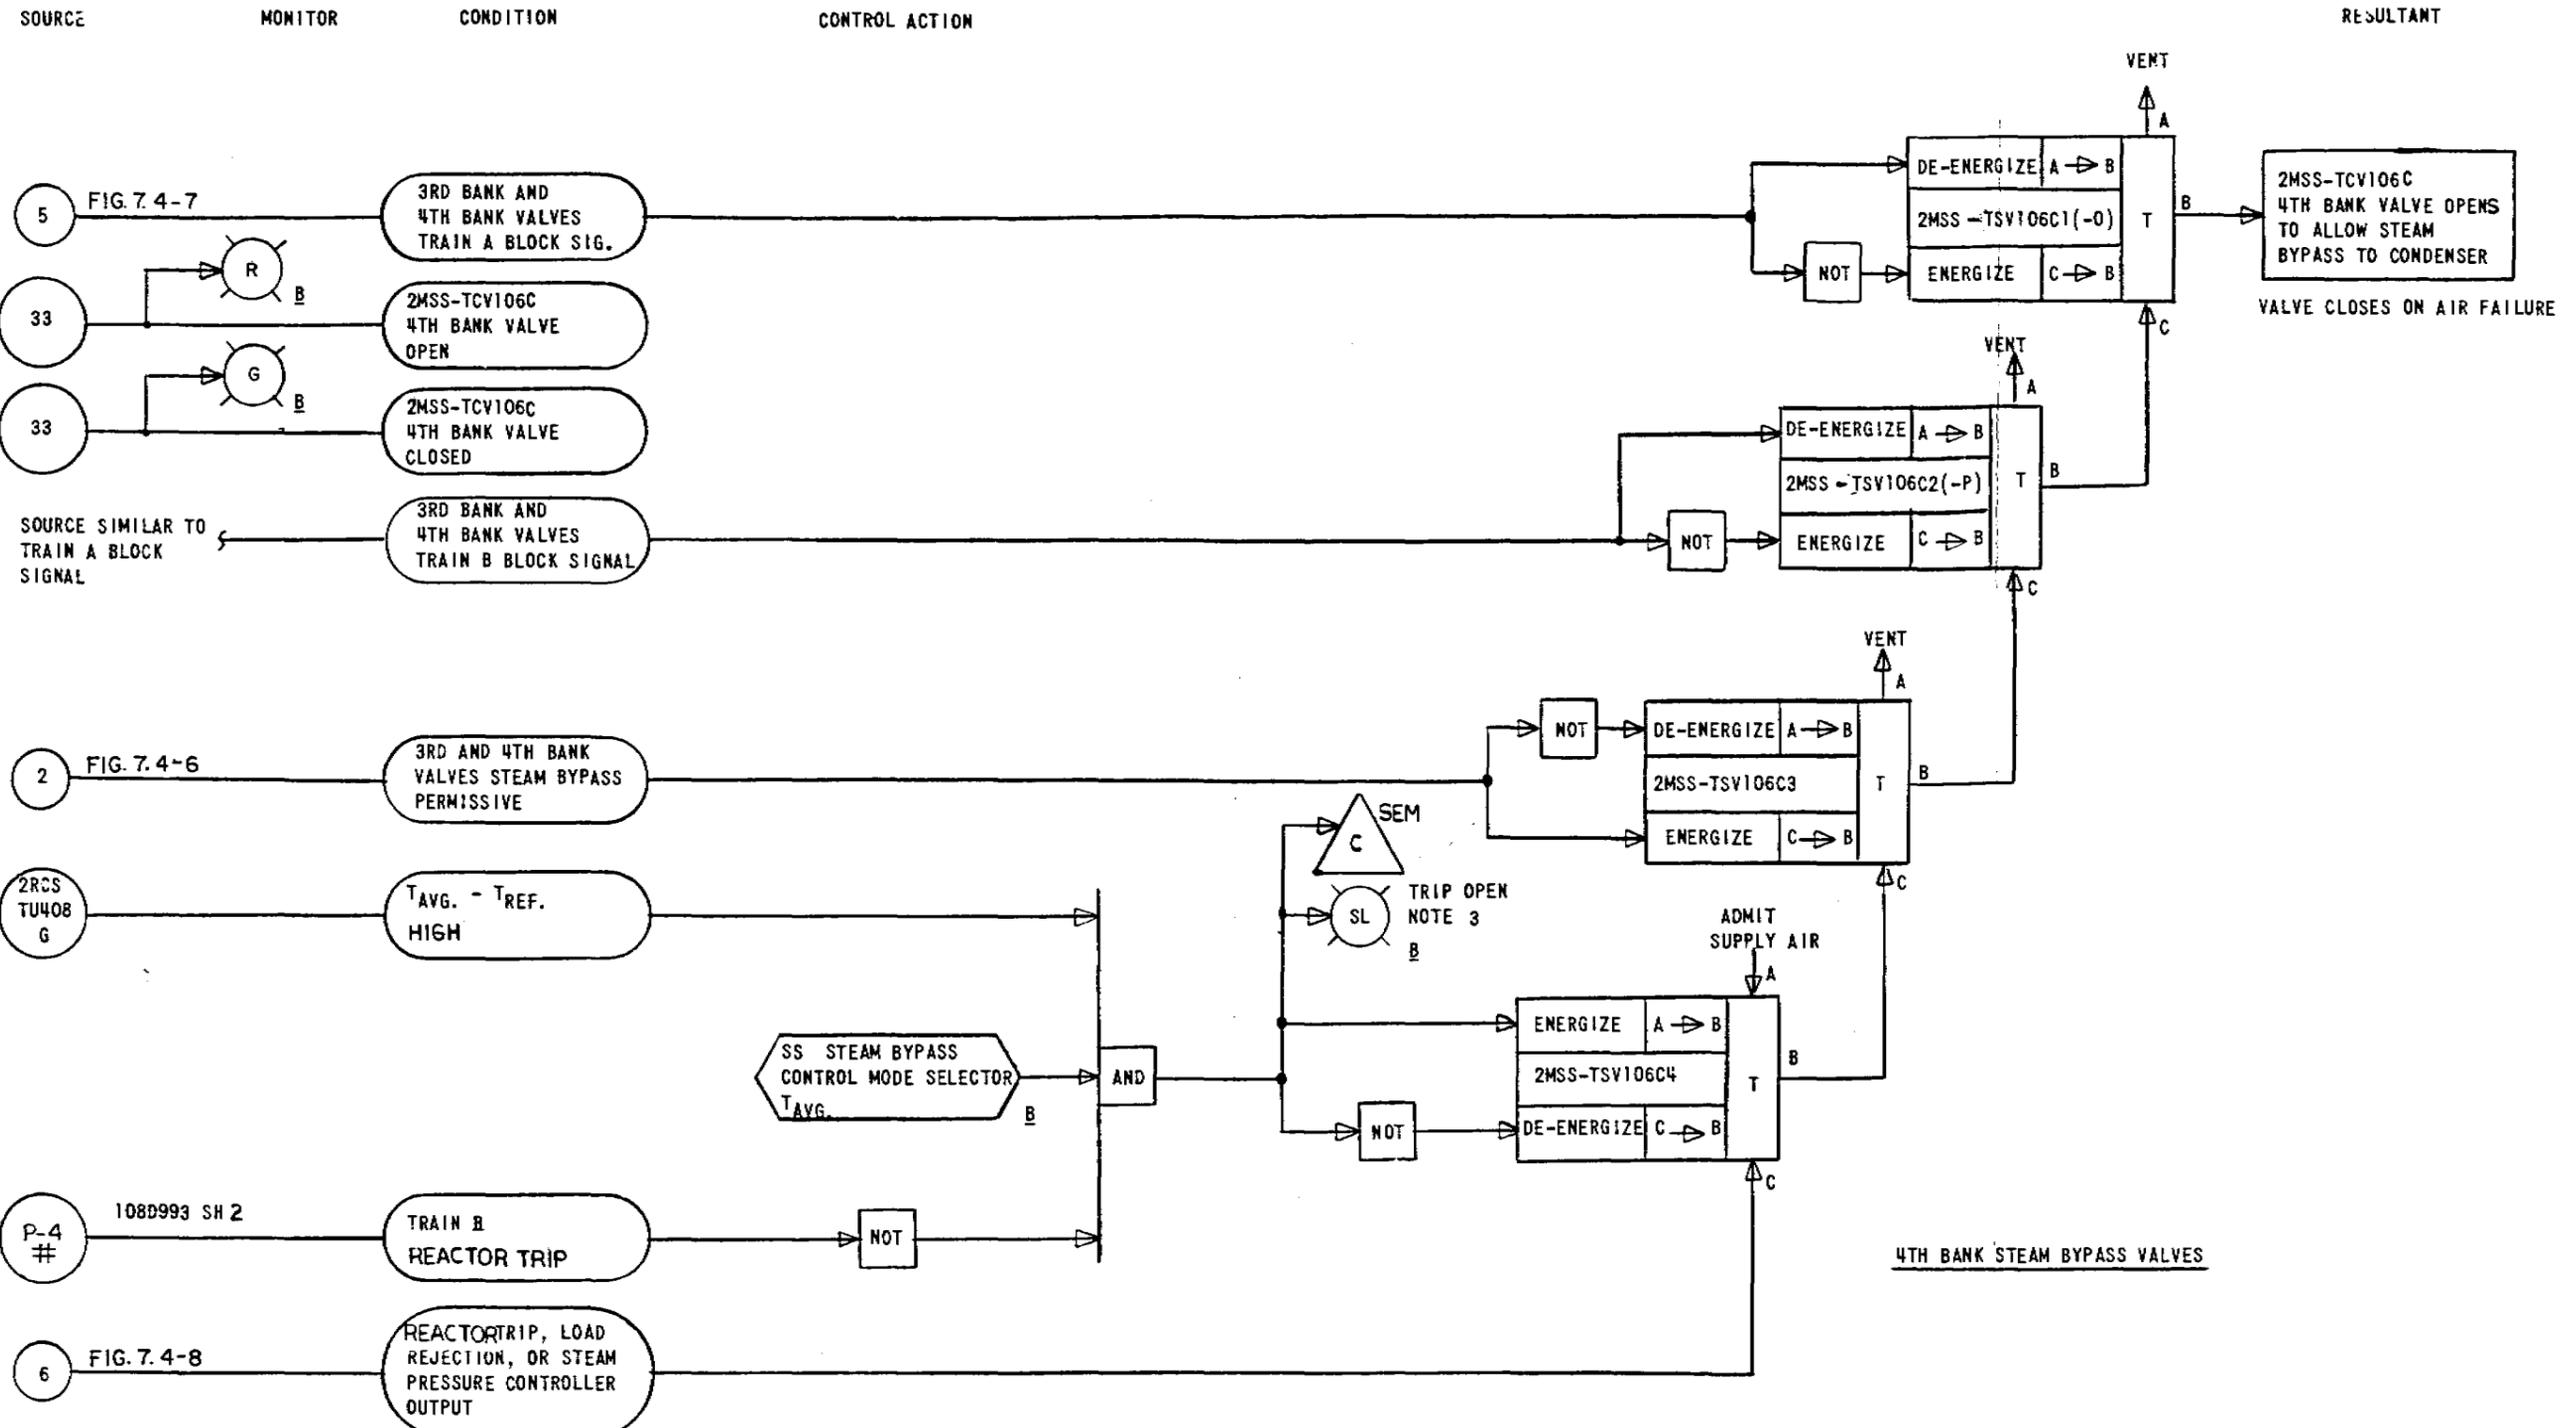 SOURCE
MONITOR
CONDITION
CONTROL ACTION
RESULTANT
5
FIG. 7. 4-7
3RD BANK AND
4TH BANK VALVES
TRAIN A BLOCK SIG.
R
B
33
2MSS-TCV106C
4TH BANK VALVE
OPEN
G
B
33
2MSS-TCV106C
4TH BANK VALVE
CLOSED
SOURCE SIMILAR TO
TRAIN A BLOCK
SIGNAL
3RD BANK AND
4TH BANK VALVES
TRAIN B BLOCK SIGNAL
VENT
A
DE-ENERGIZE
A B
2MSS -TSV106C1(-O)
T
B
NOT
ENERGIZE
C B
C
2MSS-TCV106C
4TH BANK VALVE OPENS
TO ALLOW STEAM
BYPASS TO CONDENSER
VALVE CLOSES ON AIR FAILURE
VENT
A
DE-ENERGIZE
A B
2MSS -TSV106C2(-P)
T
B
NOT
ENERGIZE
C B
C
2
FIG. 7. 4-6
3RD AND 4TH BANK
VALVES STEAM BYPASS
PERMISSIVE
VENT
A
NOT
DE-ENERGIZE
A B
2MSS-TSV106C3
T
B
ENERGIZE
C B
C
SEM
C
SL
TRIP OPEN
NOTE 3
B
TU408
G
TAVG. - TREF.
HIGH
ADMIT
SUPPLY AIR
A
ENERGIZE
A B
2MSS-TSV106C4
T
B
NOT
DE-ENERGIZE
C B
C
SS STEAM BYPASS
CONTROL MODE SELECTOR
TAVG.
B
AND
P-4
#
108D993 SH 2
TRAIN B
REACTOR TRIP
NOT
4TH BANK STEAM BYPASS VALVES
6
FIG. 7. 4-8
REACTORTRIP, LOAD
REJECTION, OR STEAM
PRESSURE CONTROLLER
OUTPUT